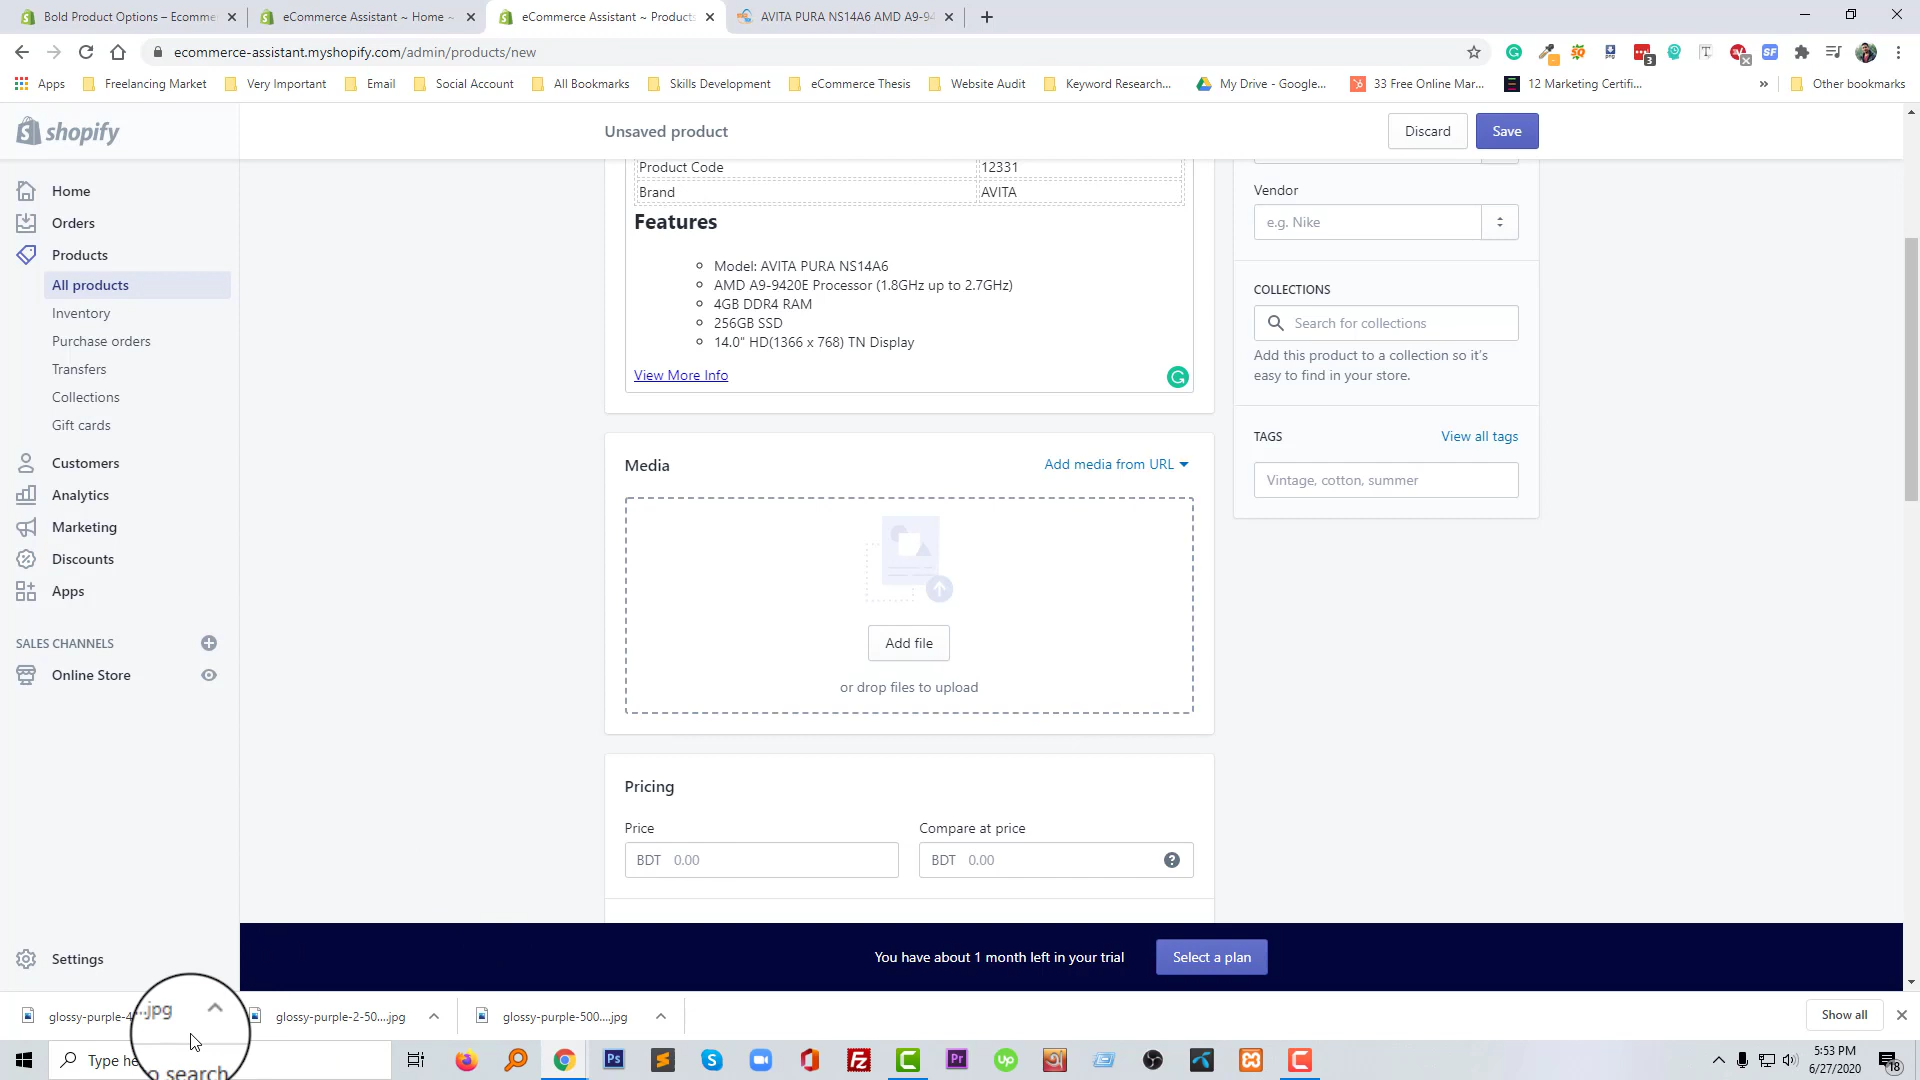 Bold Product Options – Ecomme
eCommerce Assistant ~ Home ~
eCommerce Assistant ~ Products
AVITA PURA NS14A6 AMD A9-94
ecommerce-assistant.myshopify.com/admin/products/new
Apps
Freelancing Market
Very Important
Email
Social Account
All Bookmarks
Skills Development
eCommerce Thesis
Website Audit
Keyword Research...
My Drive - Google...
33 Free Online Mar...
12 Marketing Certifi...
»
Other bookmarks
shopify
Unsaved product
Discard
Save
Home
Orders
Products
All products
Inventory
Purchase orders
Transfers
Collections
Gift cards
Customers
Analytics
Marketing
Discounts
Apps
SALES CHANNELS
Online Store
Settings
Product Code 12331
Brand AVITA
Features
Model: AVITA PURA NS14A6
AMD A9-9420E Processor (1.8GHz up to 2.7GHz)
4GB DDR4 RAM
256GB SSD
14.0" HD(1366 x 768) TN Display
View More Info
Media
Add media from URL
Add file
or drop files to upload
Pricing
Price
Compare at price
BDT 0.00
BDT 0.00
Vendor
e.g. Nike
COLLECTIONS
Search for collections
Add this product to a collection so it's
easy to find in your store.
TAGS
View all tags
Vintage, cotton, summer
You have about 1 month left in your trial
Select a plan
glossy-purple-4...jpg
glossy-purple-2-50....jpg
glossy-purple-500....jpg
Show all
Type he
o search
5:53 PM
6/27/2020
18